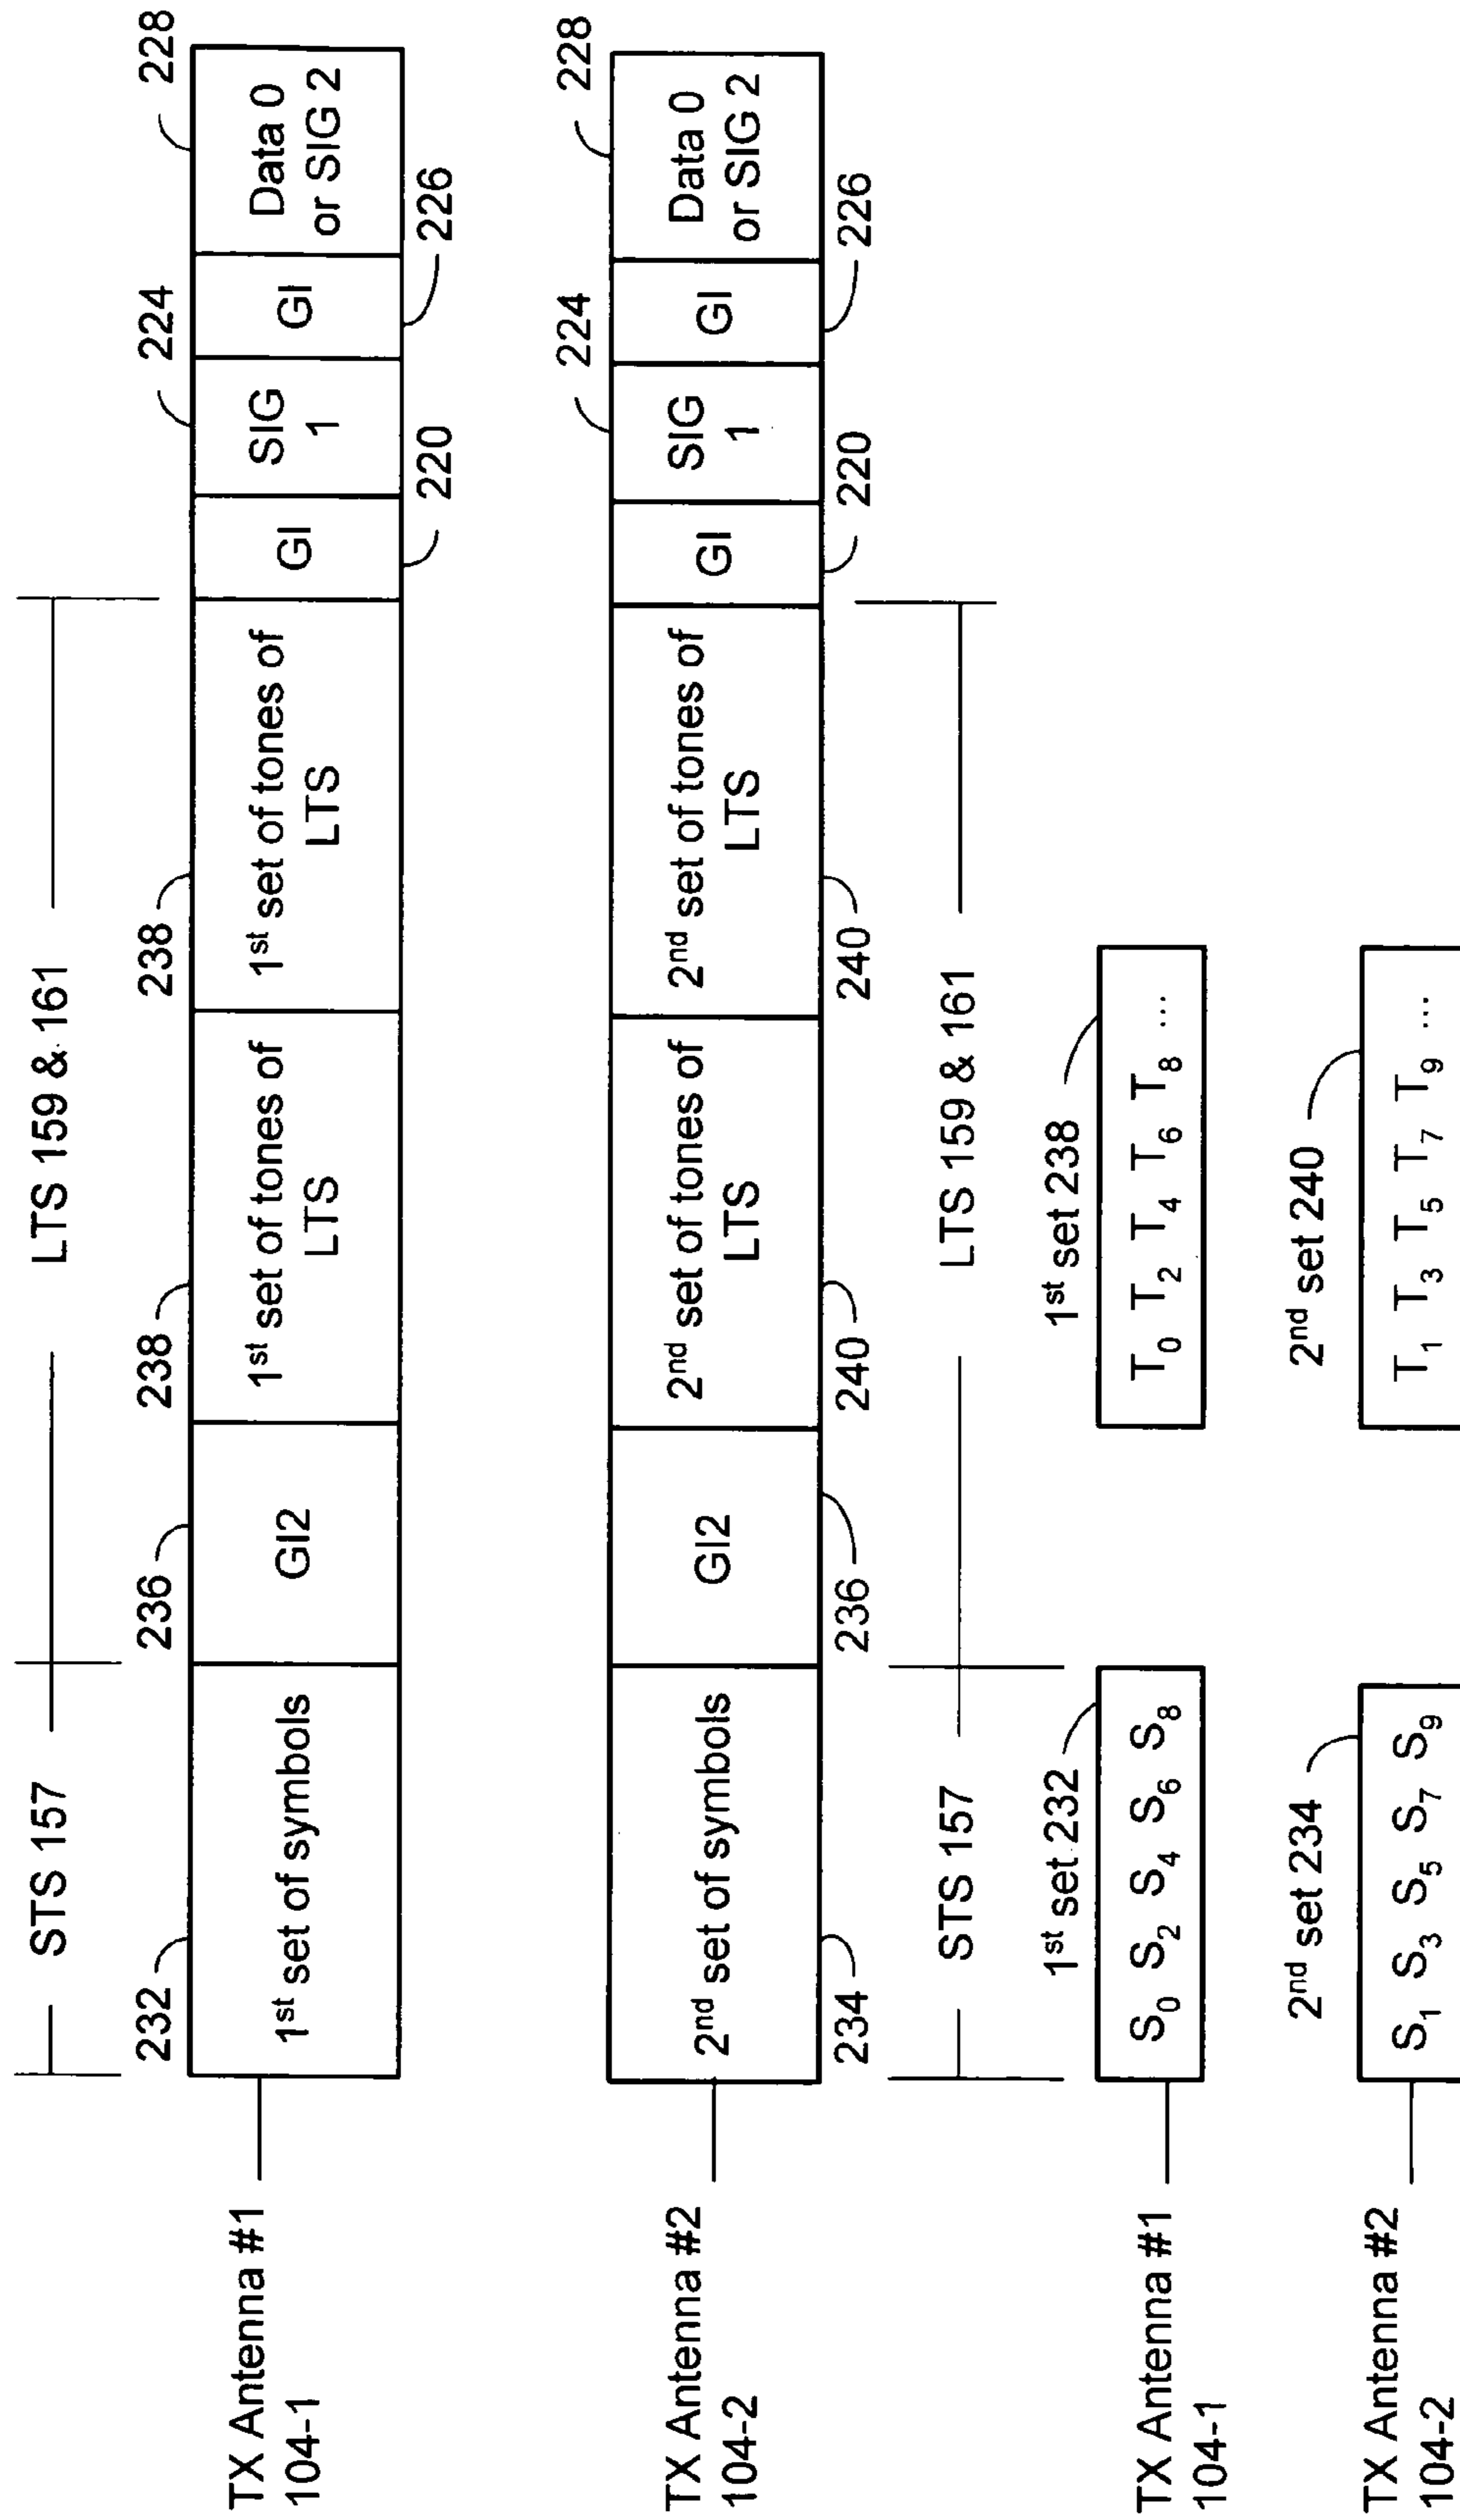 STS 157
LTS 159 & 161
232
236
238
238
224
228
TX Antenna #1
104-1
1st set of symbols
GI2
1st set of tones of
LTS
1st set of tones of
LTS
GI
SIG
1
GI
Data 0
or SIG 2
220
226
224
228
TX Antenna #2
104-2
2nd set of symbols
GI2
2nd set of tones of
LTS
2nd set of tones of
LTS
GI
SIG
1
GI
Data 0
or SIG 2
234
236
240
240
220
226
STS 157
LTS 159 & 161
1st set 232
1st set 238
TX Antenna #1
104-1
S0 S2 S4 S6 S8
T0 T2 T4 T6 T8 ...
2nd set 234
2nd set 240
TX Antenna #2
104-2
S1 S3 S5 S7 S9
T1 T3 T5 T7 T9 ...